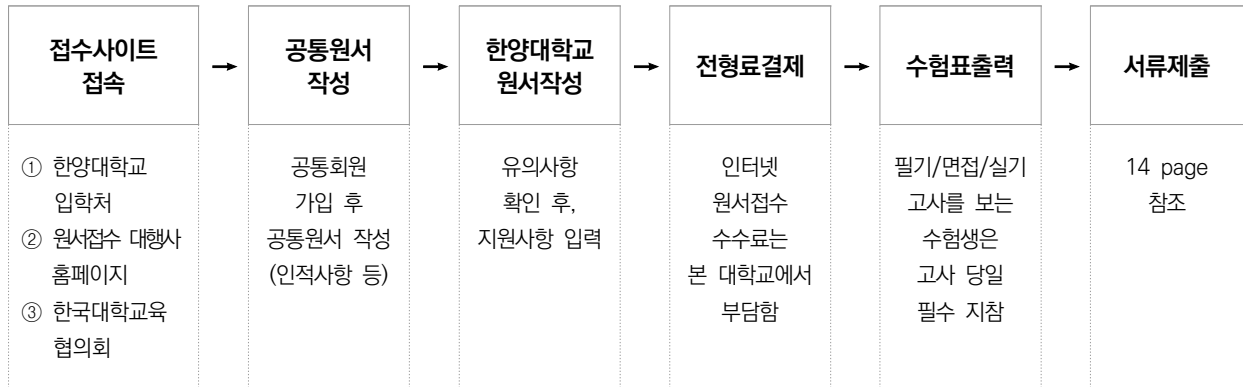 접수사이트
접속
→
공통원서
작성
→
한양대학교
원서작성
→
전형료결제
→
수험표출력
→
서류제출
① 한양대학교
입학처
② 원서접수 대행사
홈페이지
③ 한국대학교육
협의회
공통회원
가입 후
공통원서 작성
(인적사항 등)
유의사항
확인 후,
지원사항 입력
인터넷
원서접수
수수료는
본 대학교에서
부담함
필기/면접/실기
고사를 보는
수험생은
고사 당일
필수 지참
14 page
참조